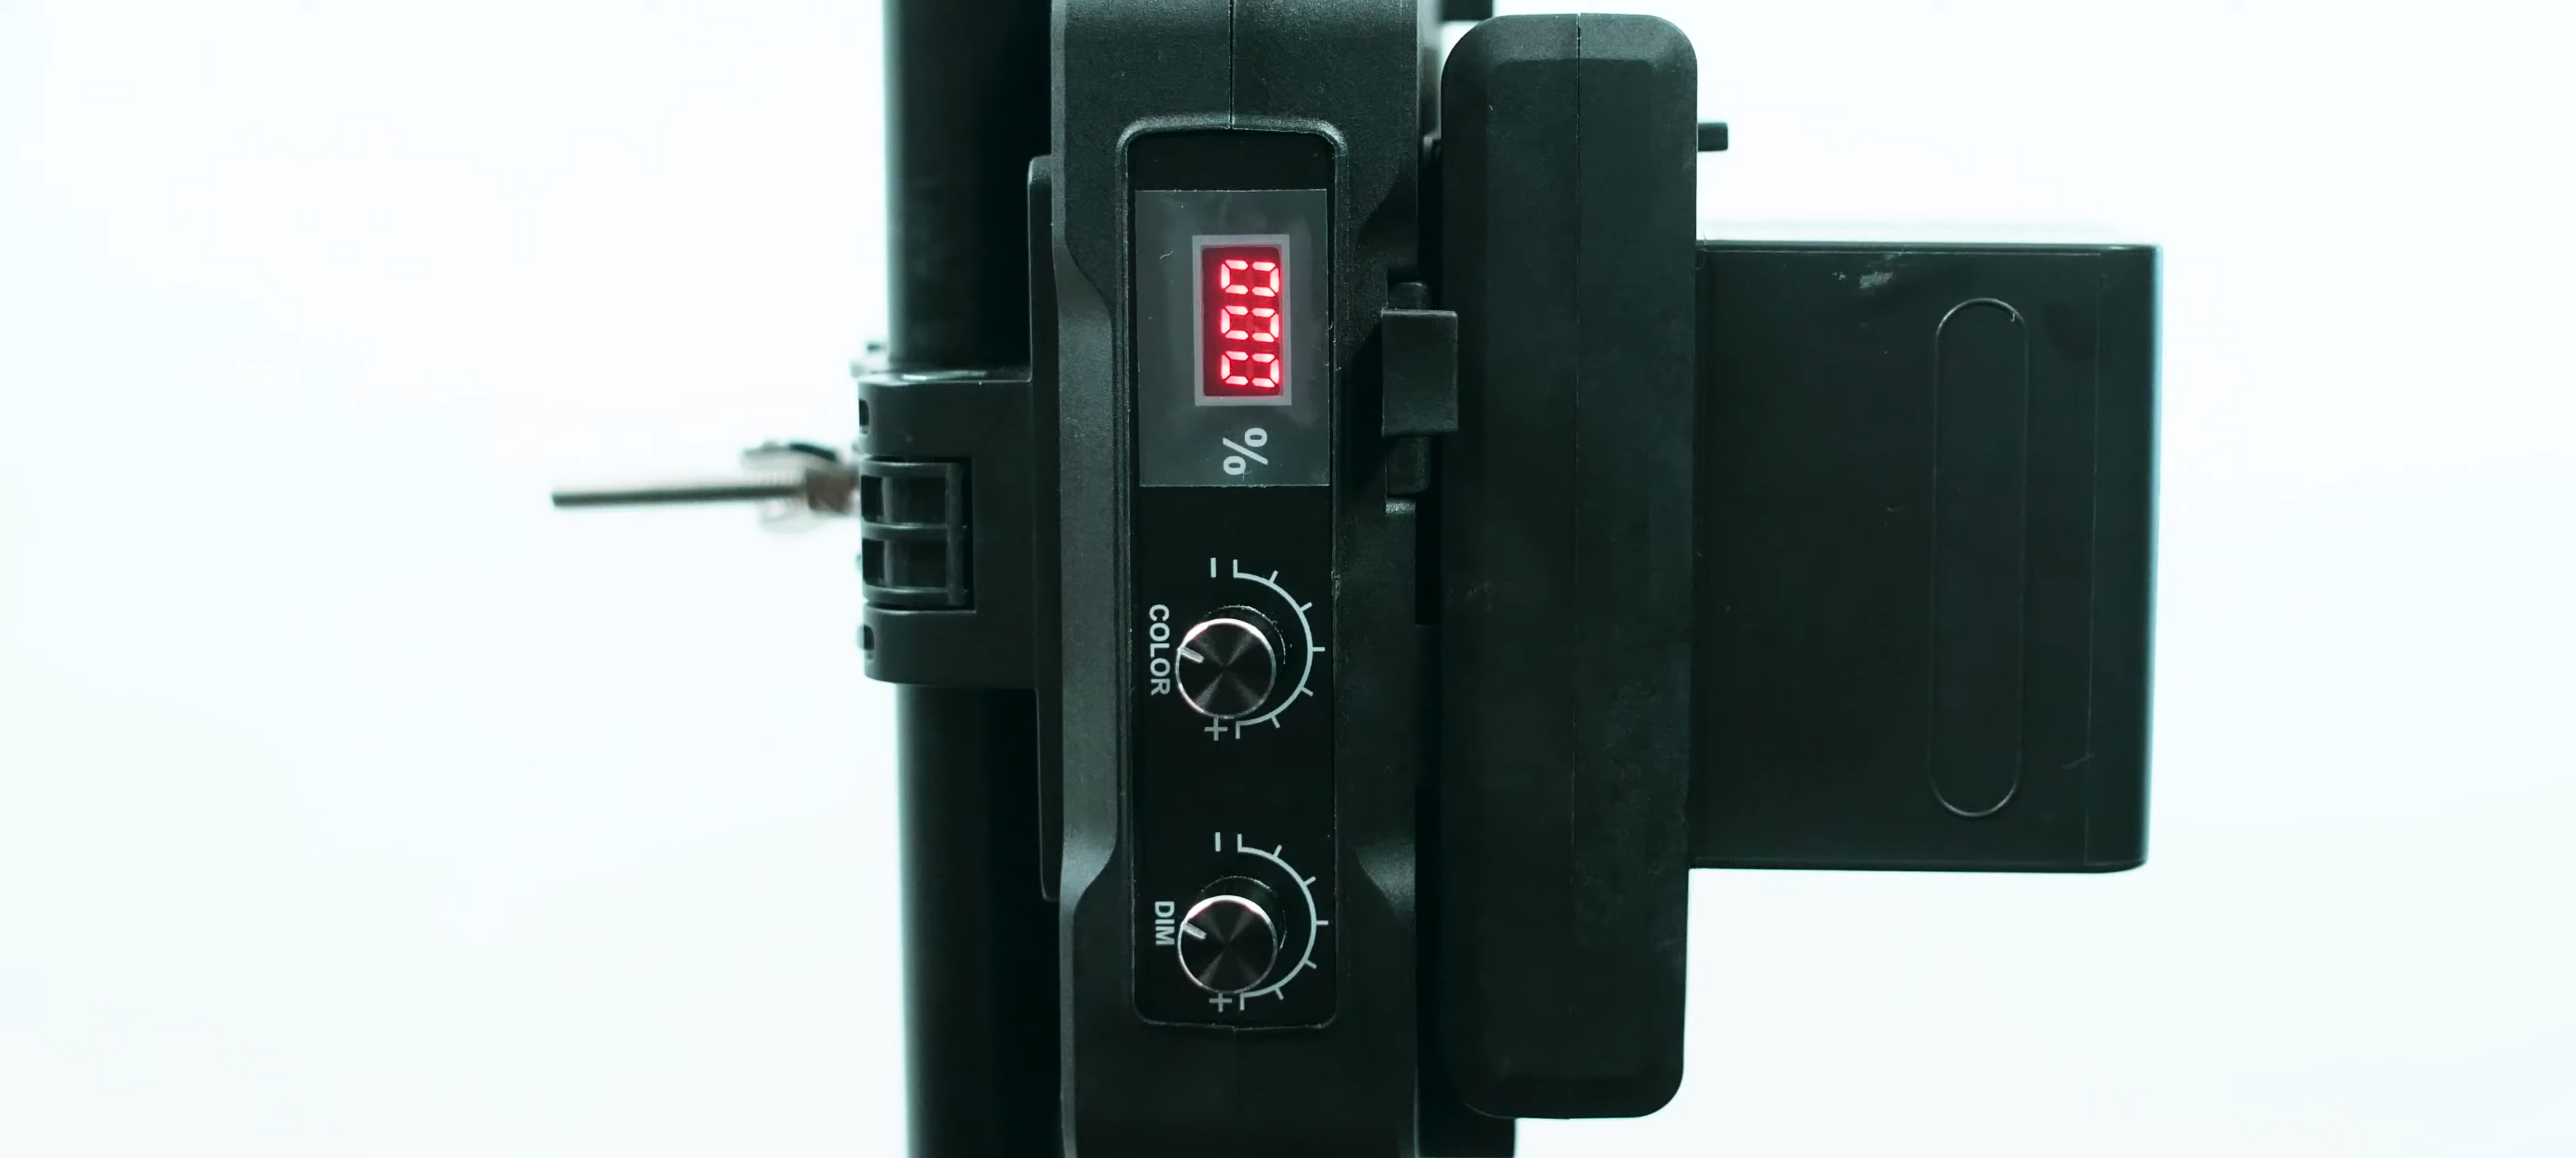 %
− +
COLOR
− +
DIM